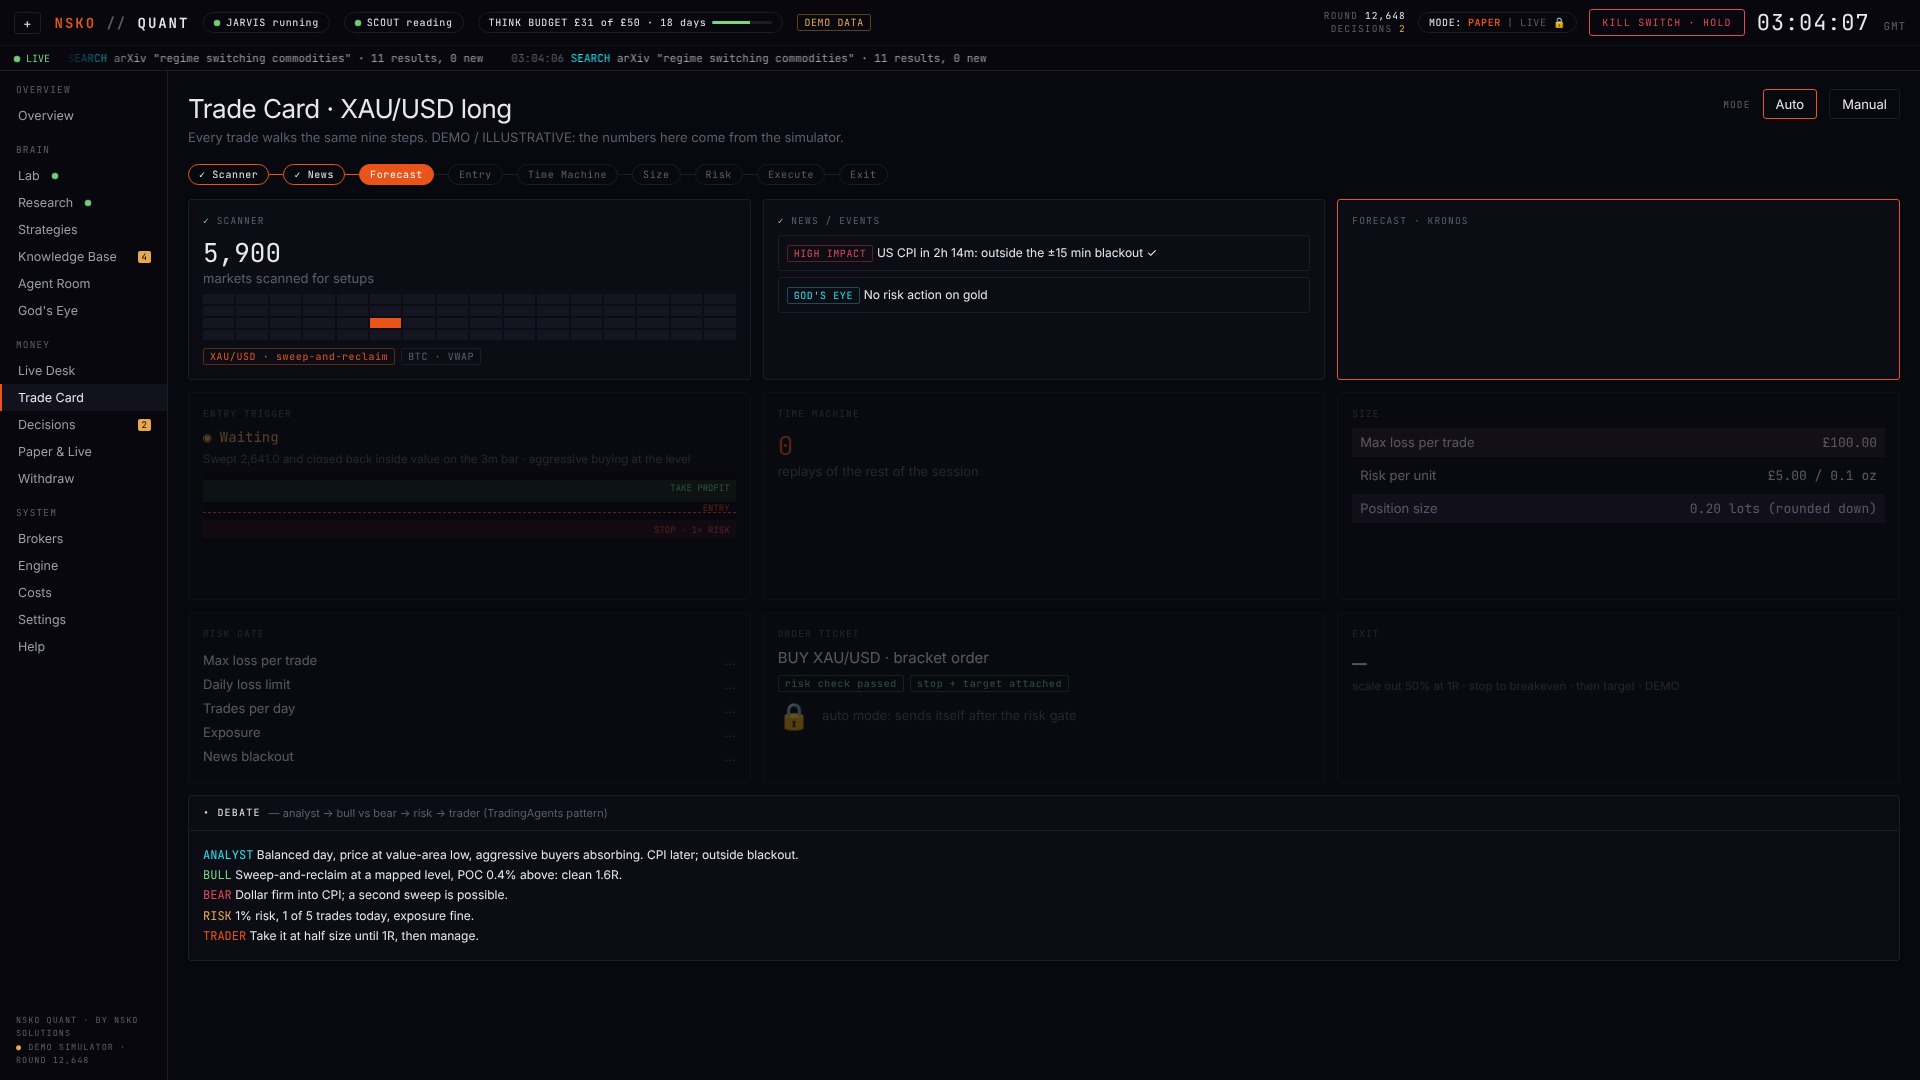 + NSKO // QUANT JARVIS running SCOUT reading THINK BUDGET £31 of £50 · 18 days DEMO DATA ROUND 12,648 DECISIONS 2 MODE: PAPER | LIVE 🔒 KILL SWITCH · HOLD 03:04:07 GMT
LIVE SEARCH arXiv "regime switching commodities" · 11 results, 0 new 03:04:06 SEARCH arXiv "regime switching commodities" · 11 results, 0 new
OVERVIEW
Overview
BRAIN
Lab
Research
Strategies
Knowledge Base 4
Agent Room
God's Eye
MONEY
Live Desk
Trade Card
Decisions 2
Paper & Live
Withdraw
SYSTEM
Brokers
Engine
Costs
Settings
Help
NSKO QUANT · BY NSKO
SOLUTIONS
DEMO SIMULATOR ·
ROUND 12,648
Trade Card · XAU/USD long
Every trade walks the same nine steps. DEMO / ILLUSTRATIVE: the numbers here come from the simulator.
MODE Auto Manual
✓ Scanner ✓ News Forecast Entry Time Machine Size Risk Execute Exit
✓ SCANNER
5,900
markets scanned for setups
XAU/USD · sweep-and-reclaim BTC · VWAP
✓ NEWS / EVENTS
HIGH IMPACT US CPI in 2h 14m: outside the ±15 min blackout ✓
GOD'S EYE No risk action on gold
FORECAST · KRONOS
ENTRY TRIGGER
◉ Waiting
Swept 2,641.0 and closed back inside value on the 3m bar · aggressive buying at the level
TAKE PROFIT
ENTRY
STOP · 1× RISK
TIME MACHINE
0
replays of the rest of the session
SIZE
Max loss per trade £100.00
Risk per unit £5.00 / 0.1 oz
Position size 0.20 lots (rounded down)
RISK GATE
Max loss per trade …
Daily loss limit …
Trades per day …
Exposure …
News blackout …
ORDER TICKET
BUY XAU/USD · bracket order
risk check passed stop + target attached
🔒 auto mode: sends itself after the risk gate
EXIT
—
scale out 50% at 1R · stop to breakeven · then target · DEMO
• DEBATE — analyst → bull vs bear → risk → trader (TradingAgents pattern)
ANALYST Balanced day, price at value-area low, aggressive buyers absorbing. CPI later; outside blackout.
BULL Sweep-and-reclaim at a mapped level, POC 0.4% above: clean 1.6R.
BEAR Dollar firm into CPI; a second sweep is possible.
RISK 1% risk, 1 of 5 trades today, exposure fine.
TRADER Take it at half size until 1R, then manage.